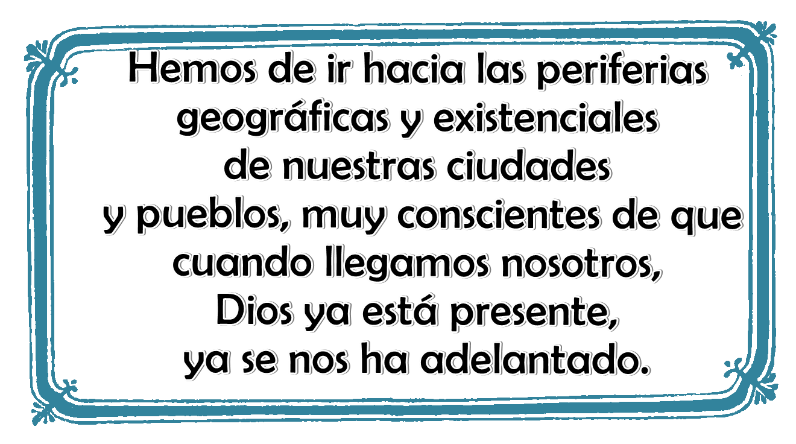 Hemos de ir hacia las periferias
geográficas y existenciales
de nuestras ciudades
y pueblos, muy conscientes de que
cuando llegamos nosotros,
Dios ya está presente,
ya se nos ha adelantado.